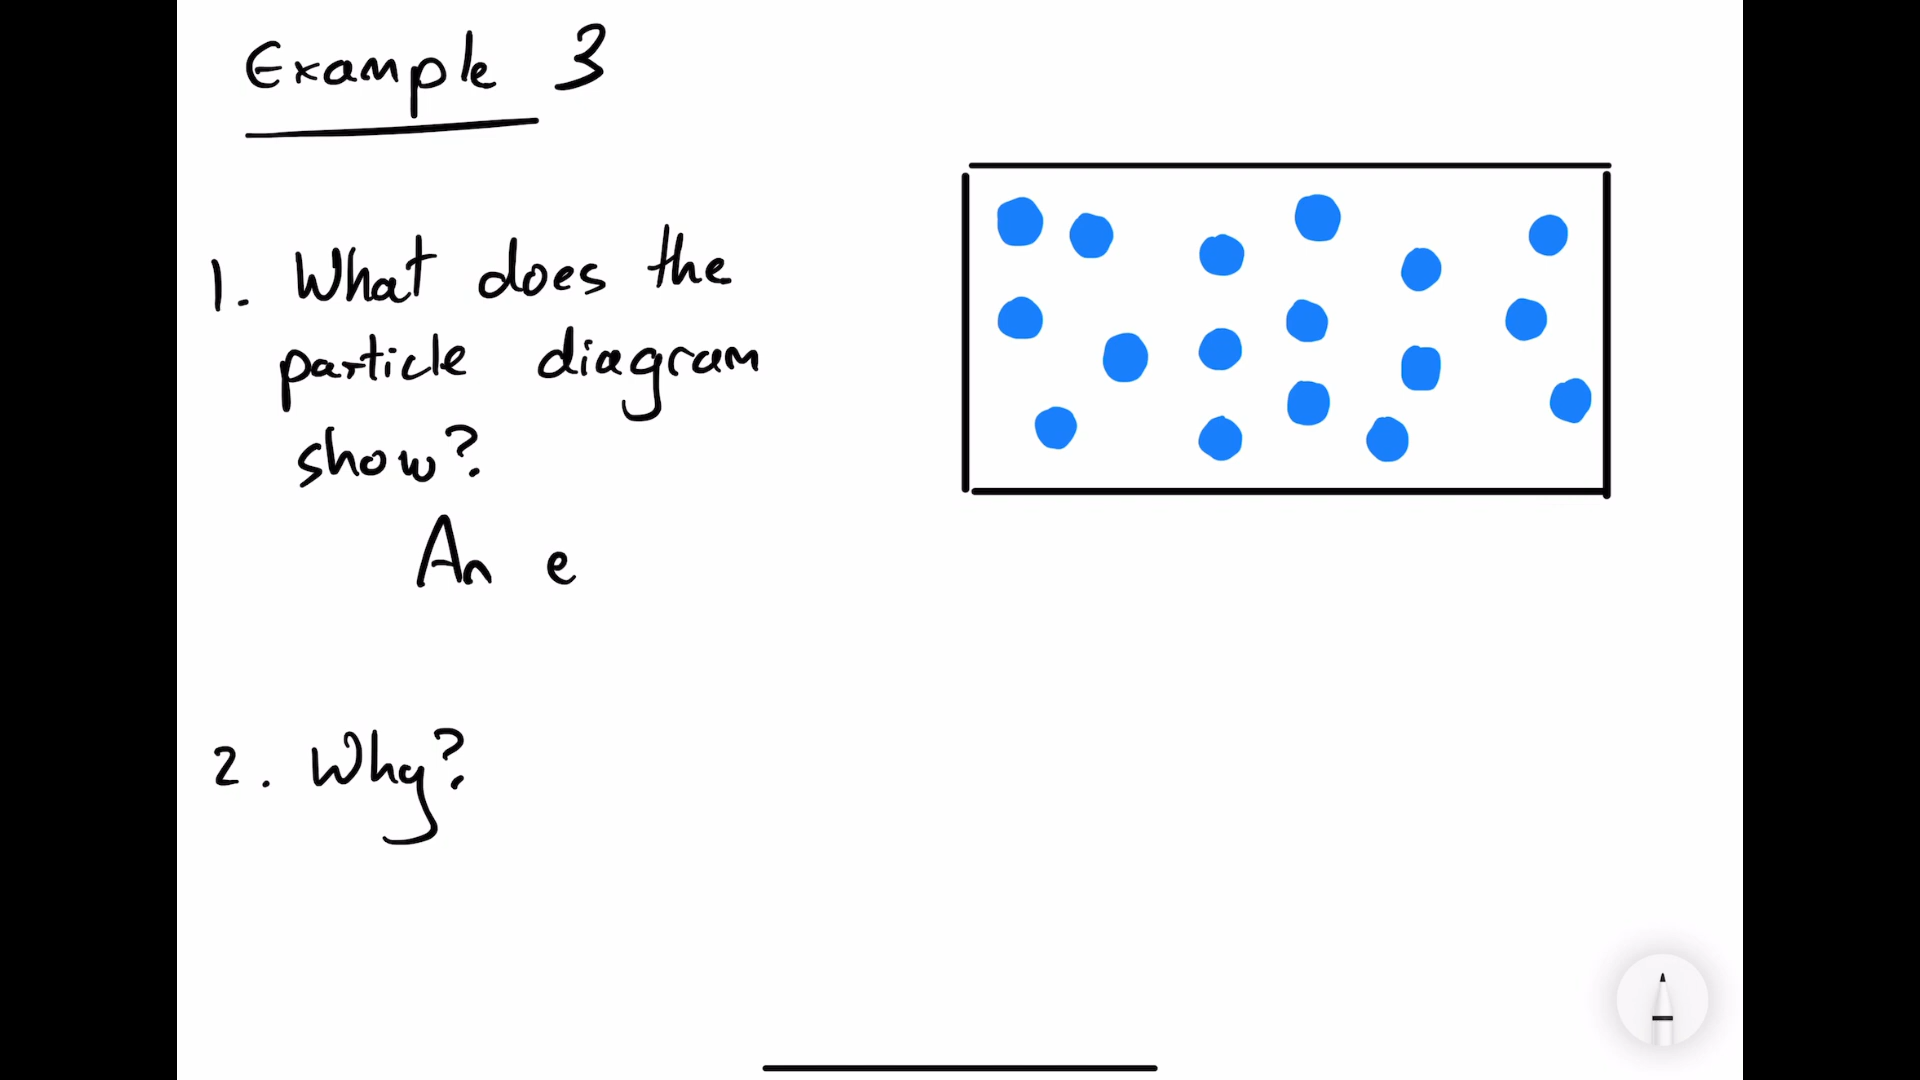 Example 3
1. What does the
particle diagram
show?
An e
2. Why?